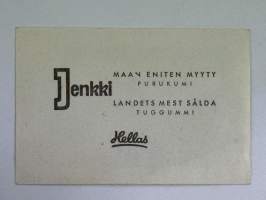 Jenkki
MAAN ENITEN MYYTY
PURUKUMI
LANDETS MEST SÅLDA
TUGGUMMI
Hellas